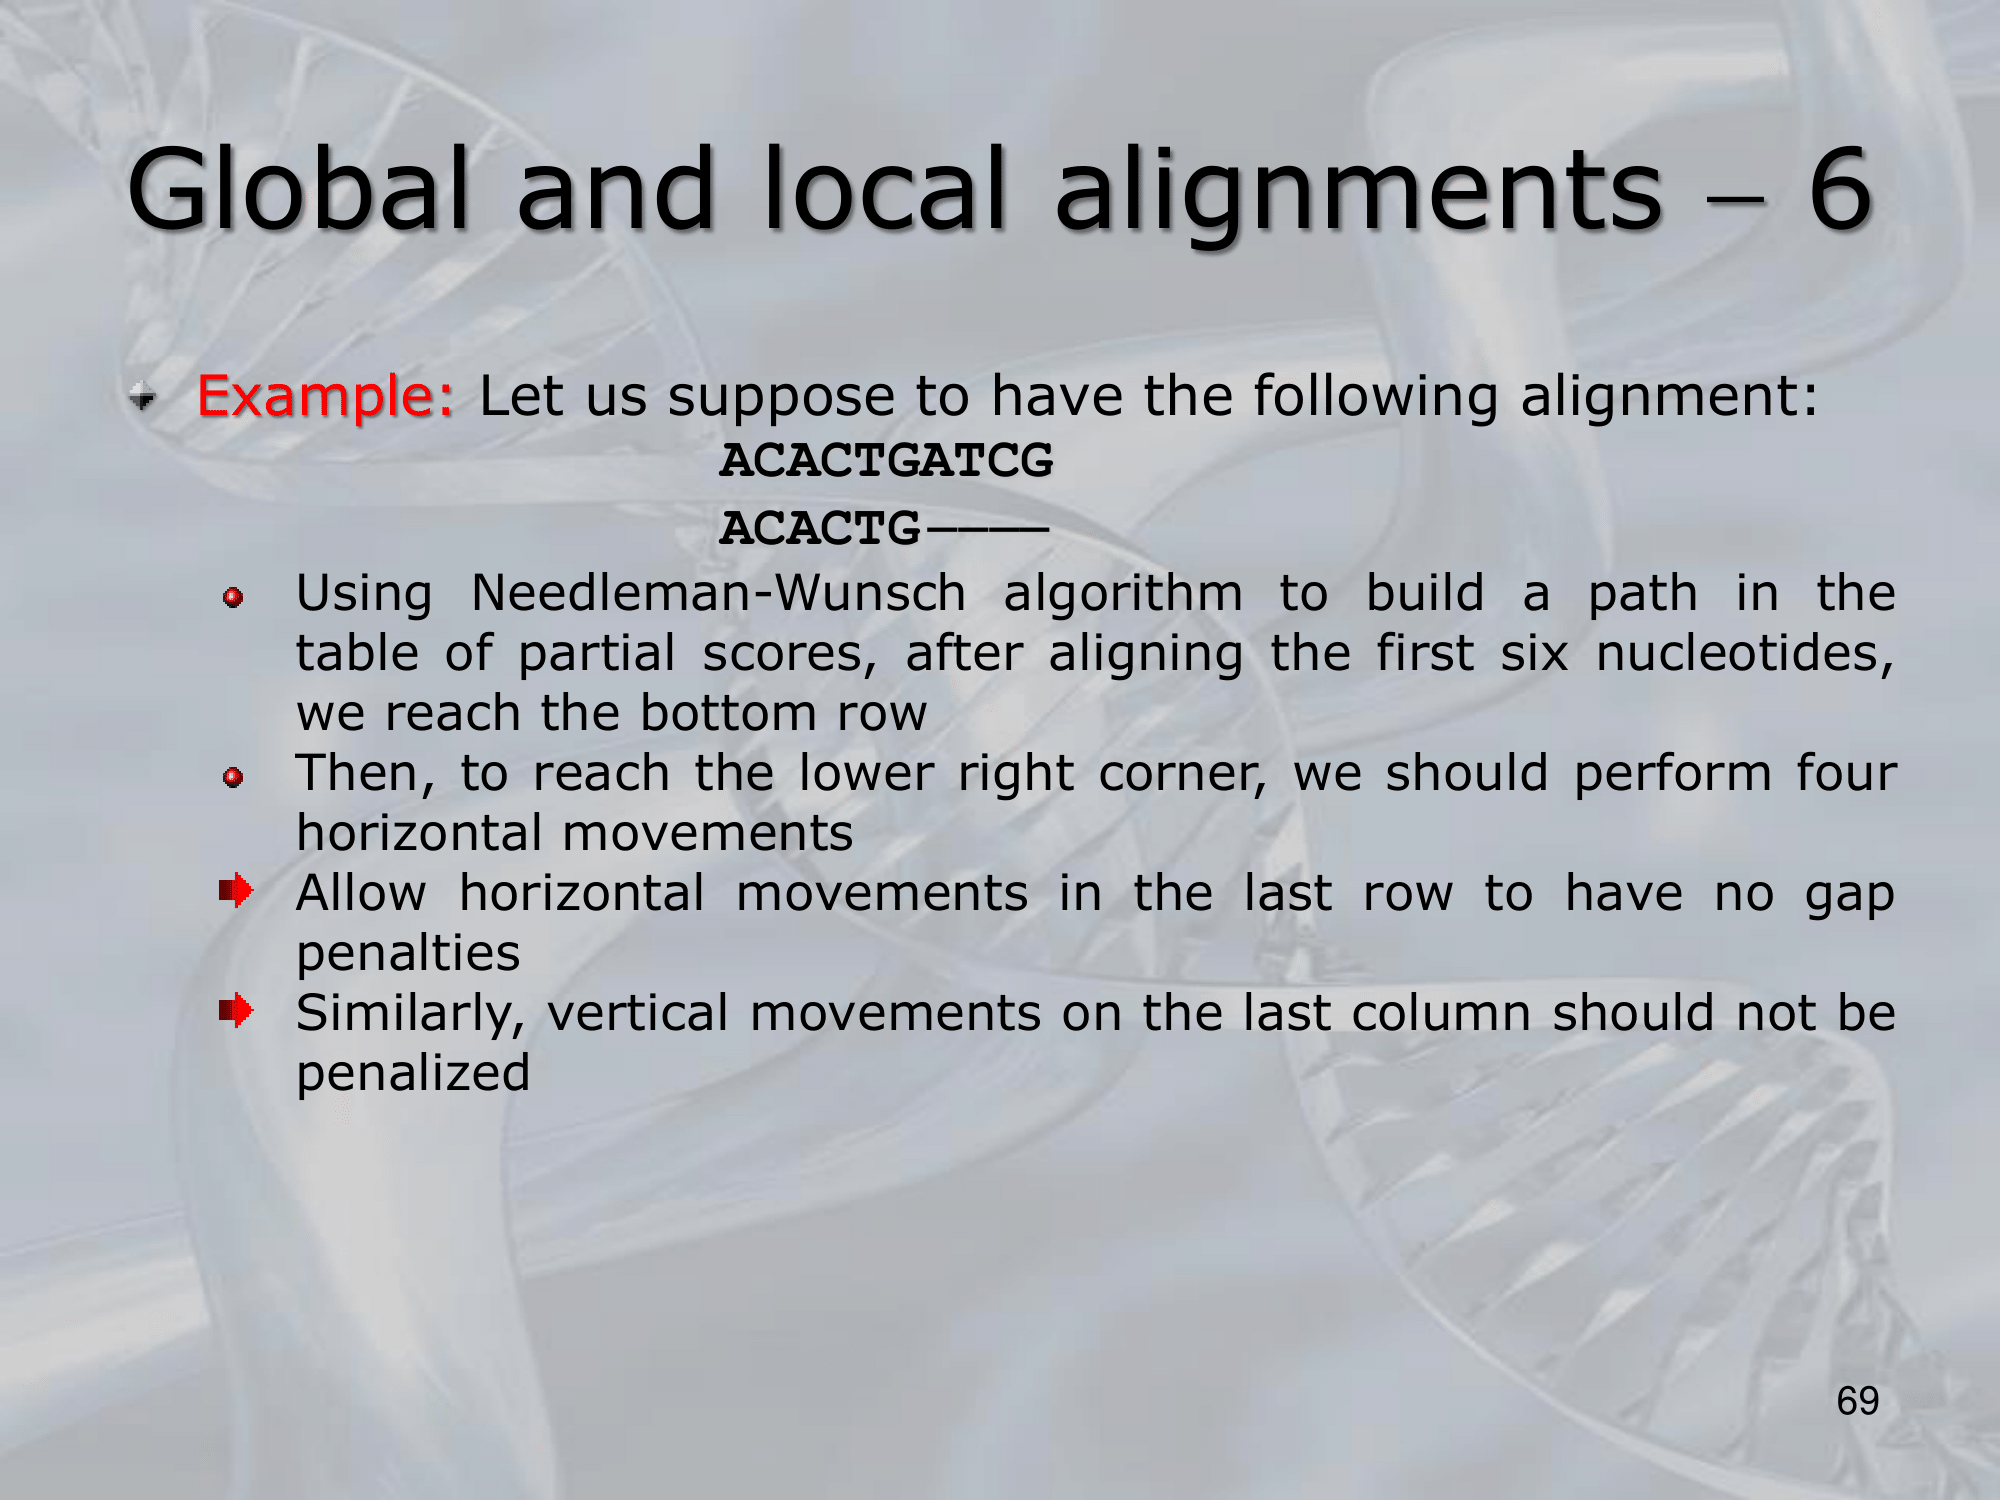 Global and local alignments – 6
Example: Let us suppose to have the following alignment:
ACACTGATCG
ACACTG––––
Using Needleman-Wunsch algorithm to build a path in the
table of partial scores, after aligning the first six nucleotides,
we reach the bottom row
Then, to reach the lower right corner, we should perform four
horizontal movements
Allow horizontal movements in the last row to have no gap
penalties
Similarly, vertical movements on the last column should not be
penalized
69